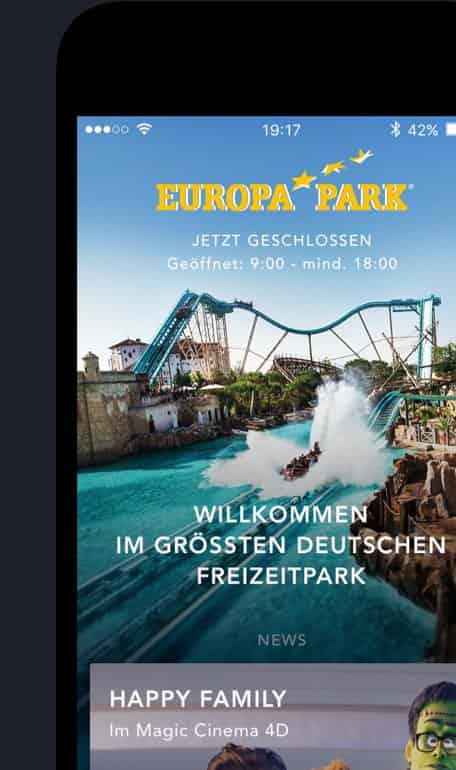 19:17
42%
EUROPA PARK®
JETZT GESCHLOSSEN
Geöffnet: 9:00 - mind. 18:00
WILLKOMMEN
IM GRÖSSTEN DEUTSCHEN
FREIZEITPARK
NEWS
HAPPY FAMILY
Im Magic Cinema 4D